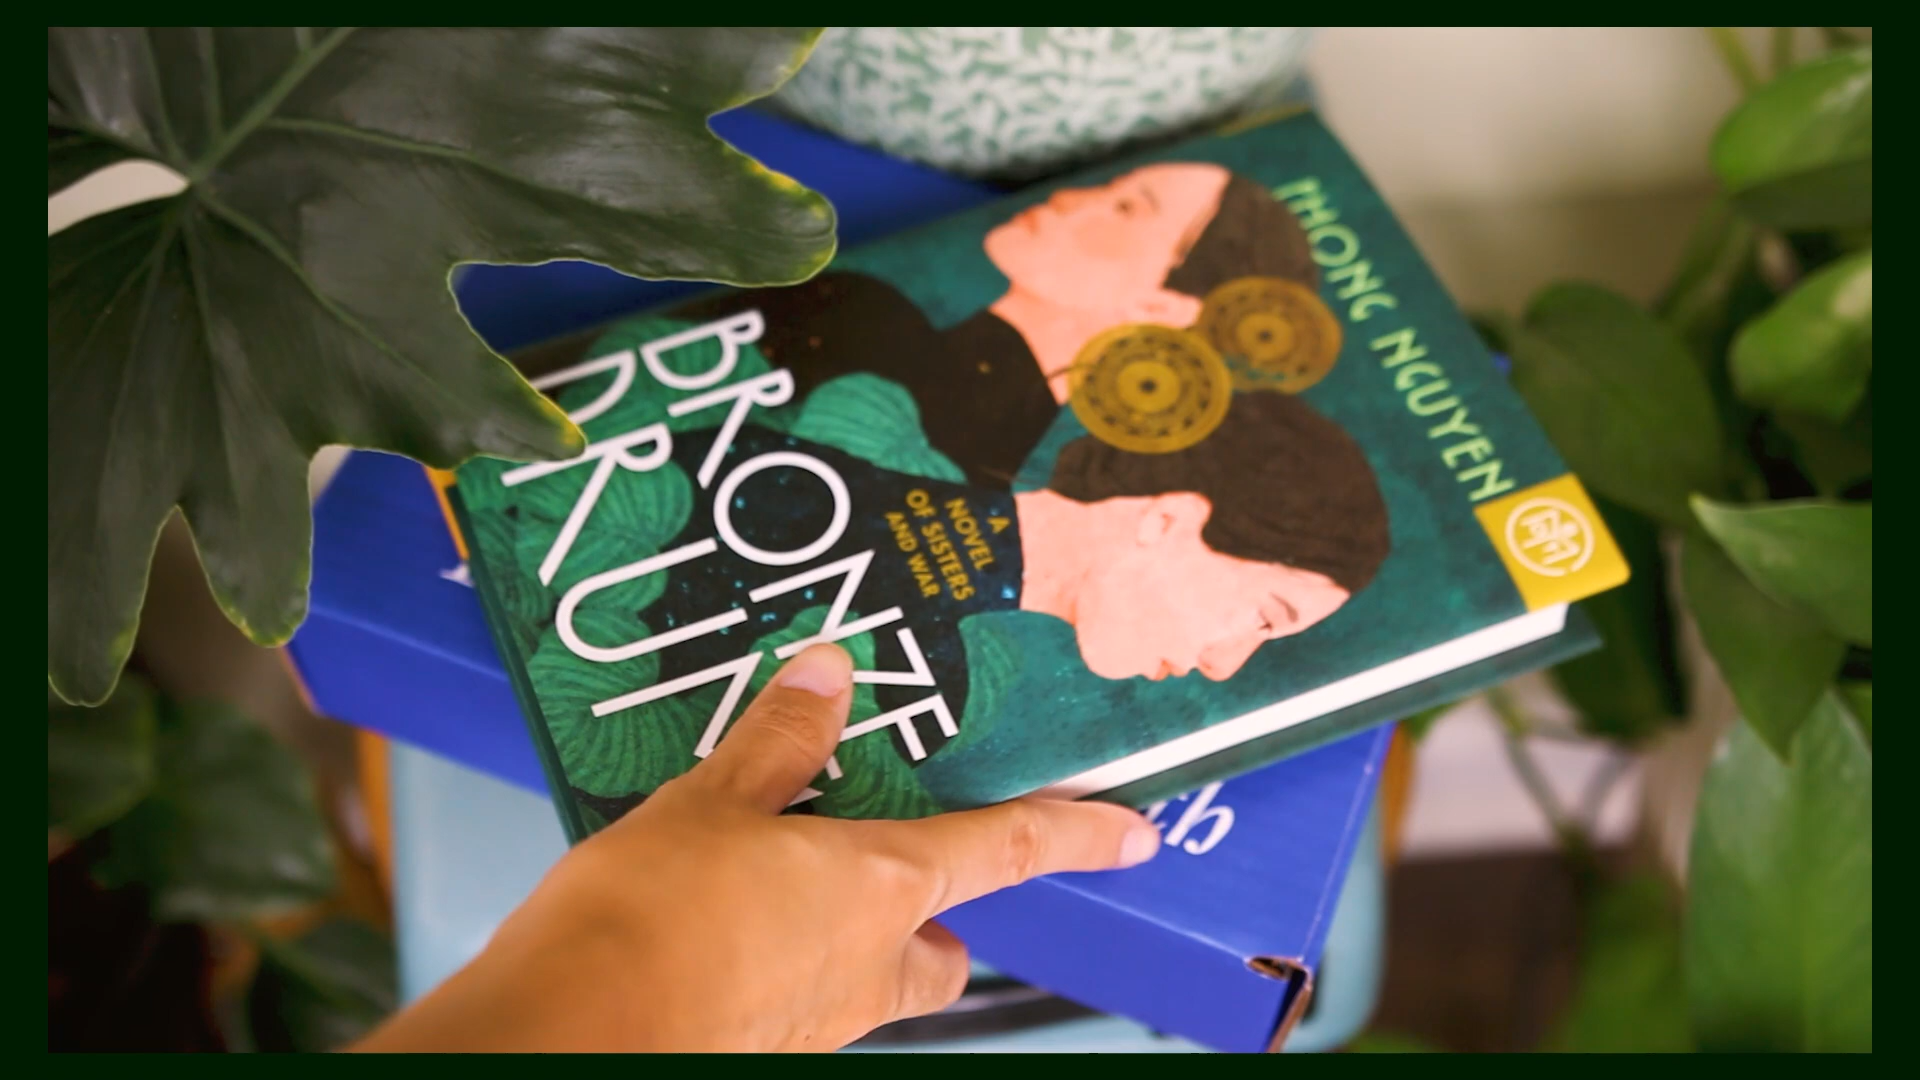 PHONG NGUYEN
A
NOVEL
OF SISTERS
AND WAR
BRONZE
DRUM